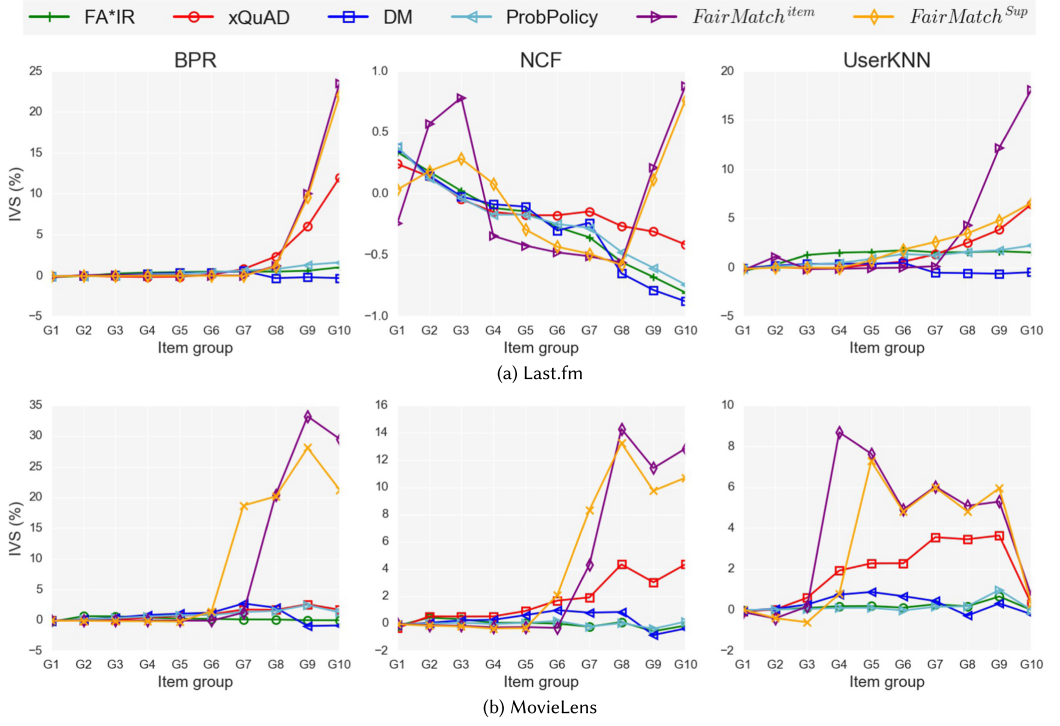 FA*IR xQuAD DM ProbPolicy FairMatch^item FairMatch^Sup
BPR NCF UserKNN
IVS (%)
25
20
15
10
5
0
−5
G1 G2 G3 G4 G5 G6 G7 G8 G9 G10
Item group
1.0
0.5
0.0
−0.5
−1.0
G1 G2 G3 G4 G5 G6 G7 G8 G9 G10
Item group
20
15
10
5
0
−5
G1 G2 G3 G4 G5 G6 G7 G8 G9 G10
Item group
(a) Last.fm
IVS (%)
35
30
25
20
15
10
5
0
−5
G1 G2 G3 G4 G5 G6 G7 G8 G9 G10
Item group
16
14
12
10
8
6
4
2
0
−2
G1 G2 G3 G4 G5 G6 G7 G8 G9 G10
Item group
10
8
6
4
2
0
−2
G1 G2 G3 G4 G5 G6 G7 G8 G9 G10
Item group
(b) MovieLens